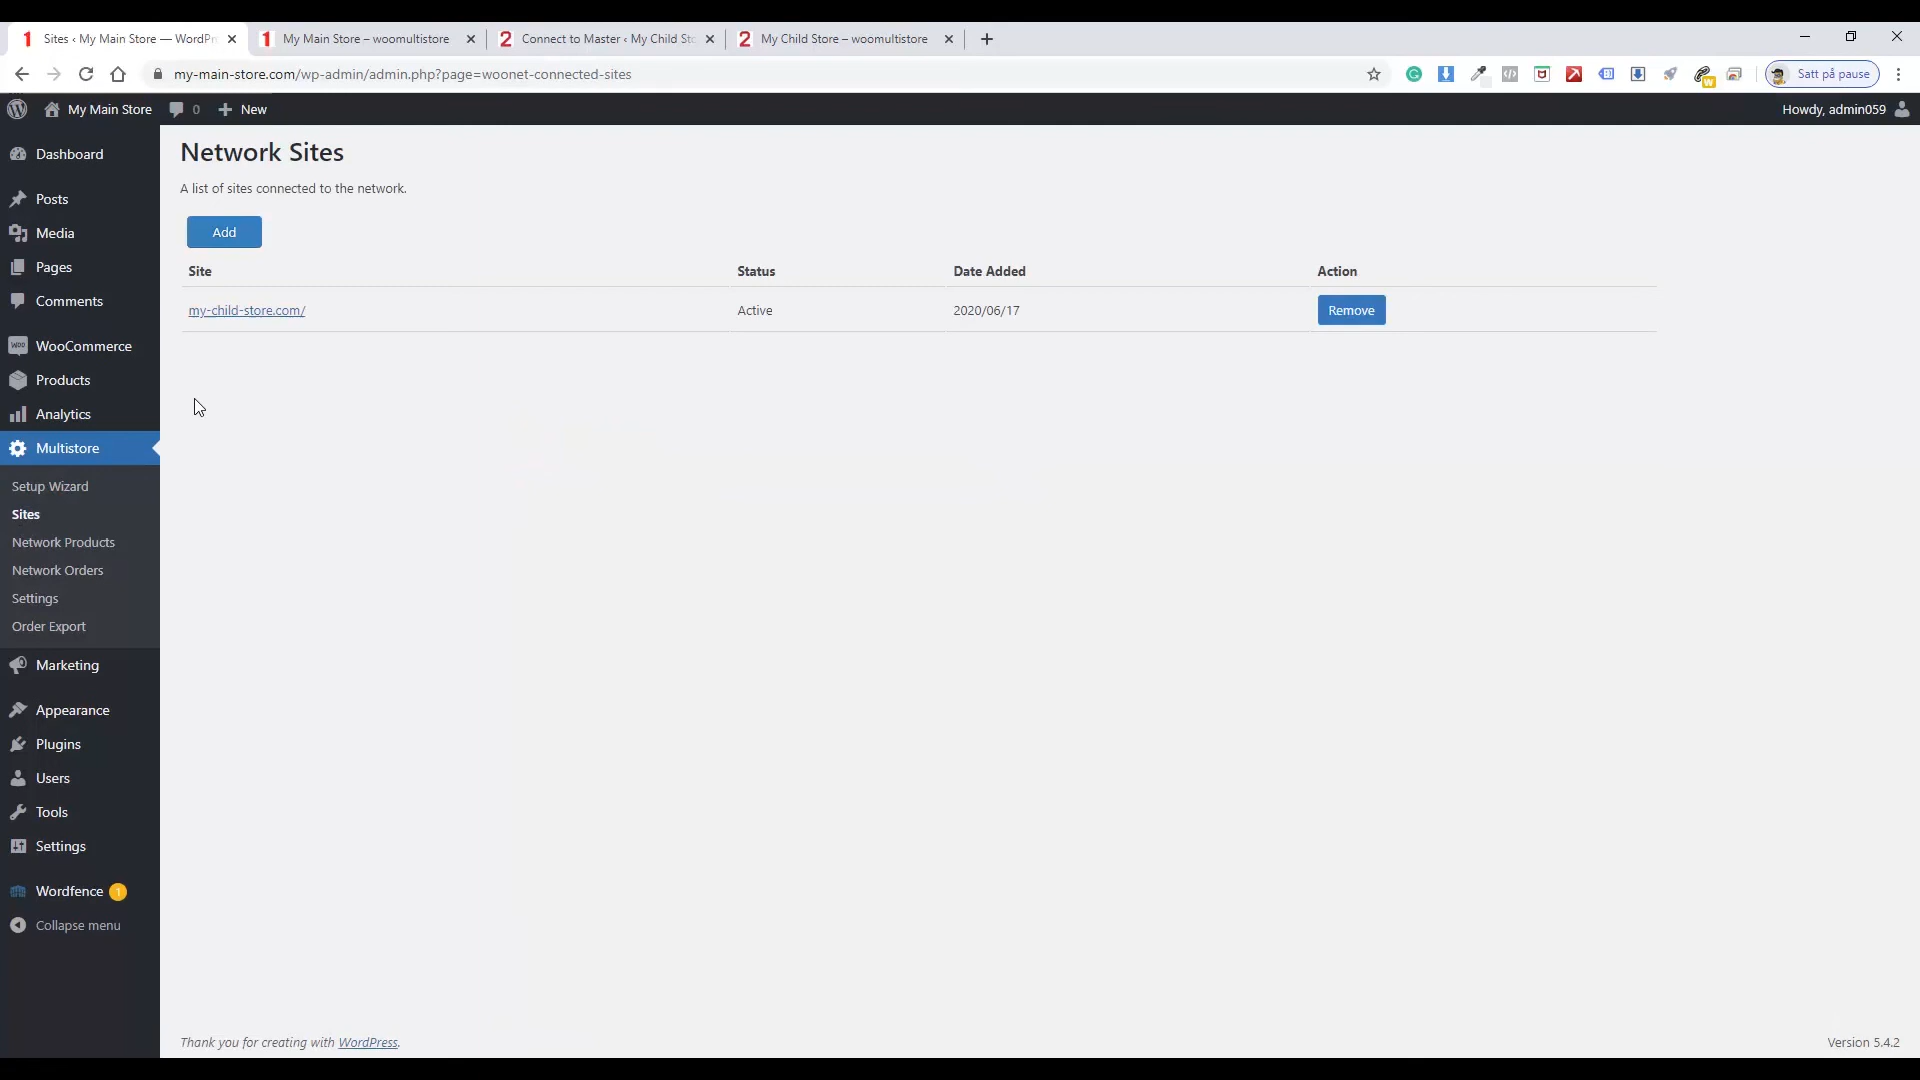 1 Sites ‹ My Main Store — WordPr
1 My Main Store – woomultistore
2 Connect to Master ‹ My Child Sto
2 My Child Store – woomultistore
my-main-store.com/wp-admin/admin.php?page=woonet-connected-sites
Satt på pause
My Main Store 0 New
Howdy, admin059
Dashboard
Posts
Media
Pages
Comments
WooCommerce
Products
Analytics
Multistore
Setup Wizard
Sites
Network Products
Network Orders
Settings
Order Export
Marketing
Appearance
Plugins
Users
Tools
Settings
Wordfence 1
Collapse menu
Network Sites
A list of sites connected to the network.
Add
Site Status Date Added Action
my-child-store.com/ Active 2020/06/17 Remove
Thank you for creating with WordPress.
Version 5.4.2